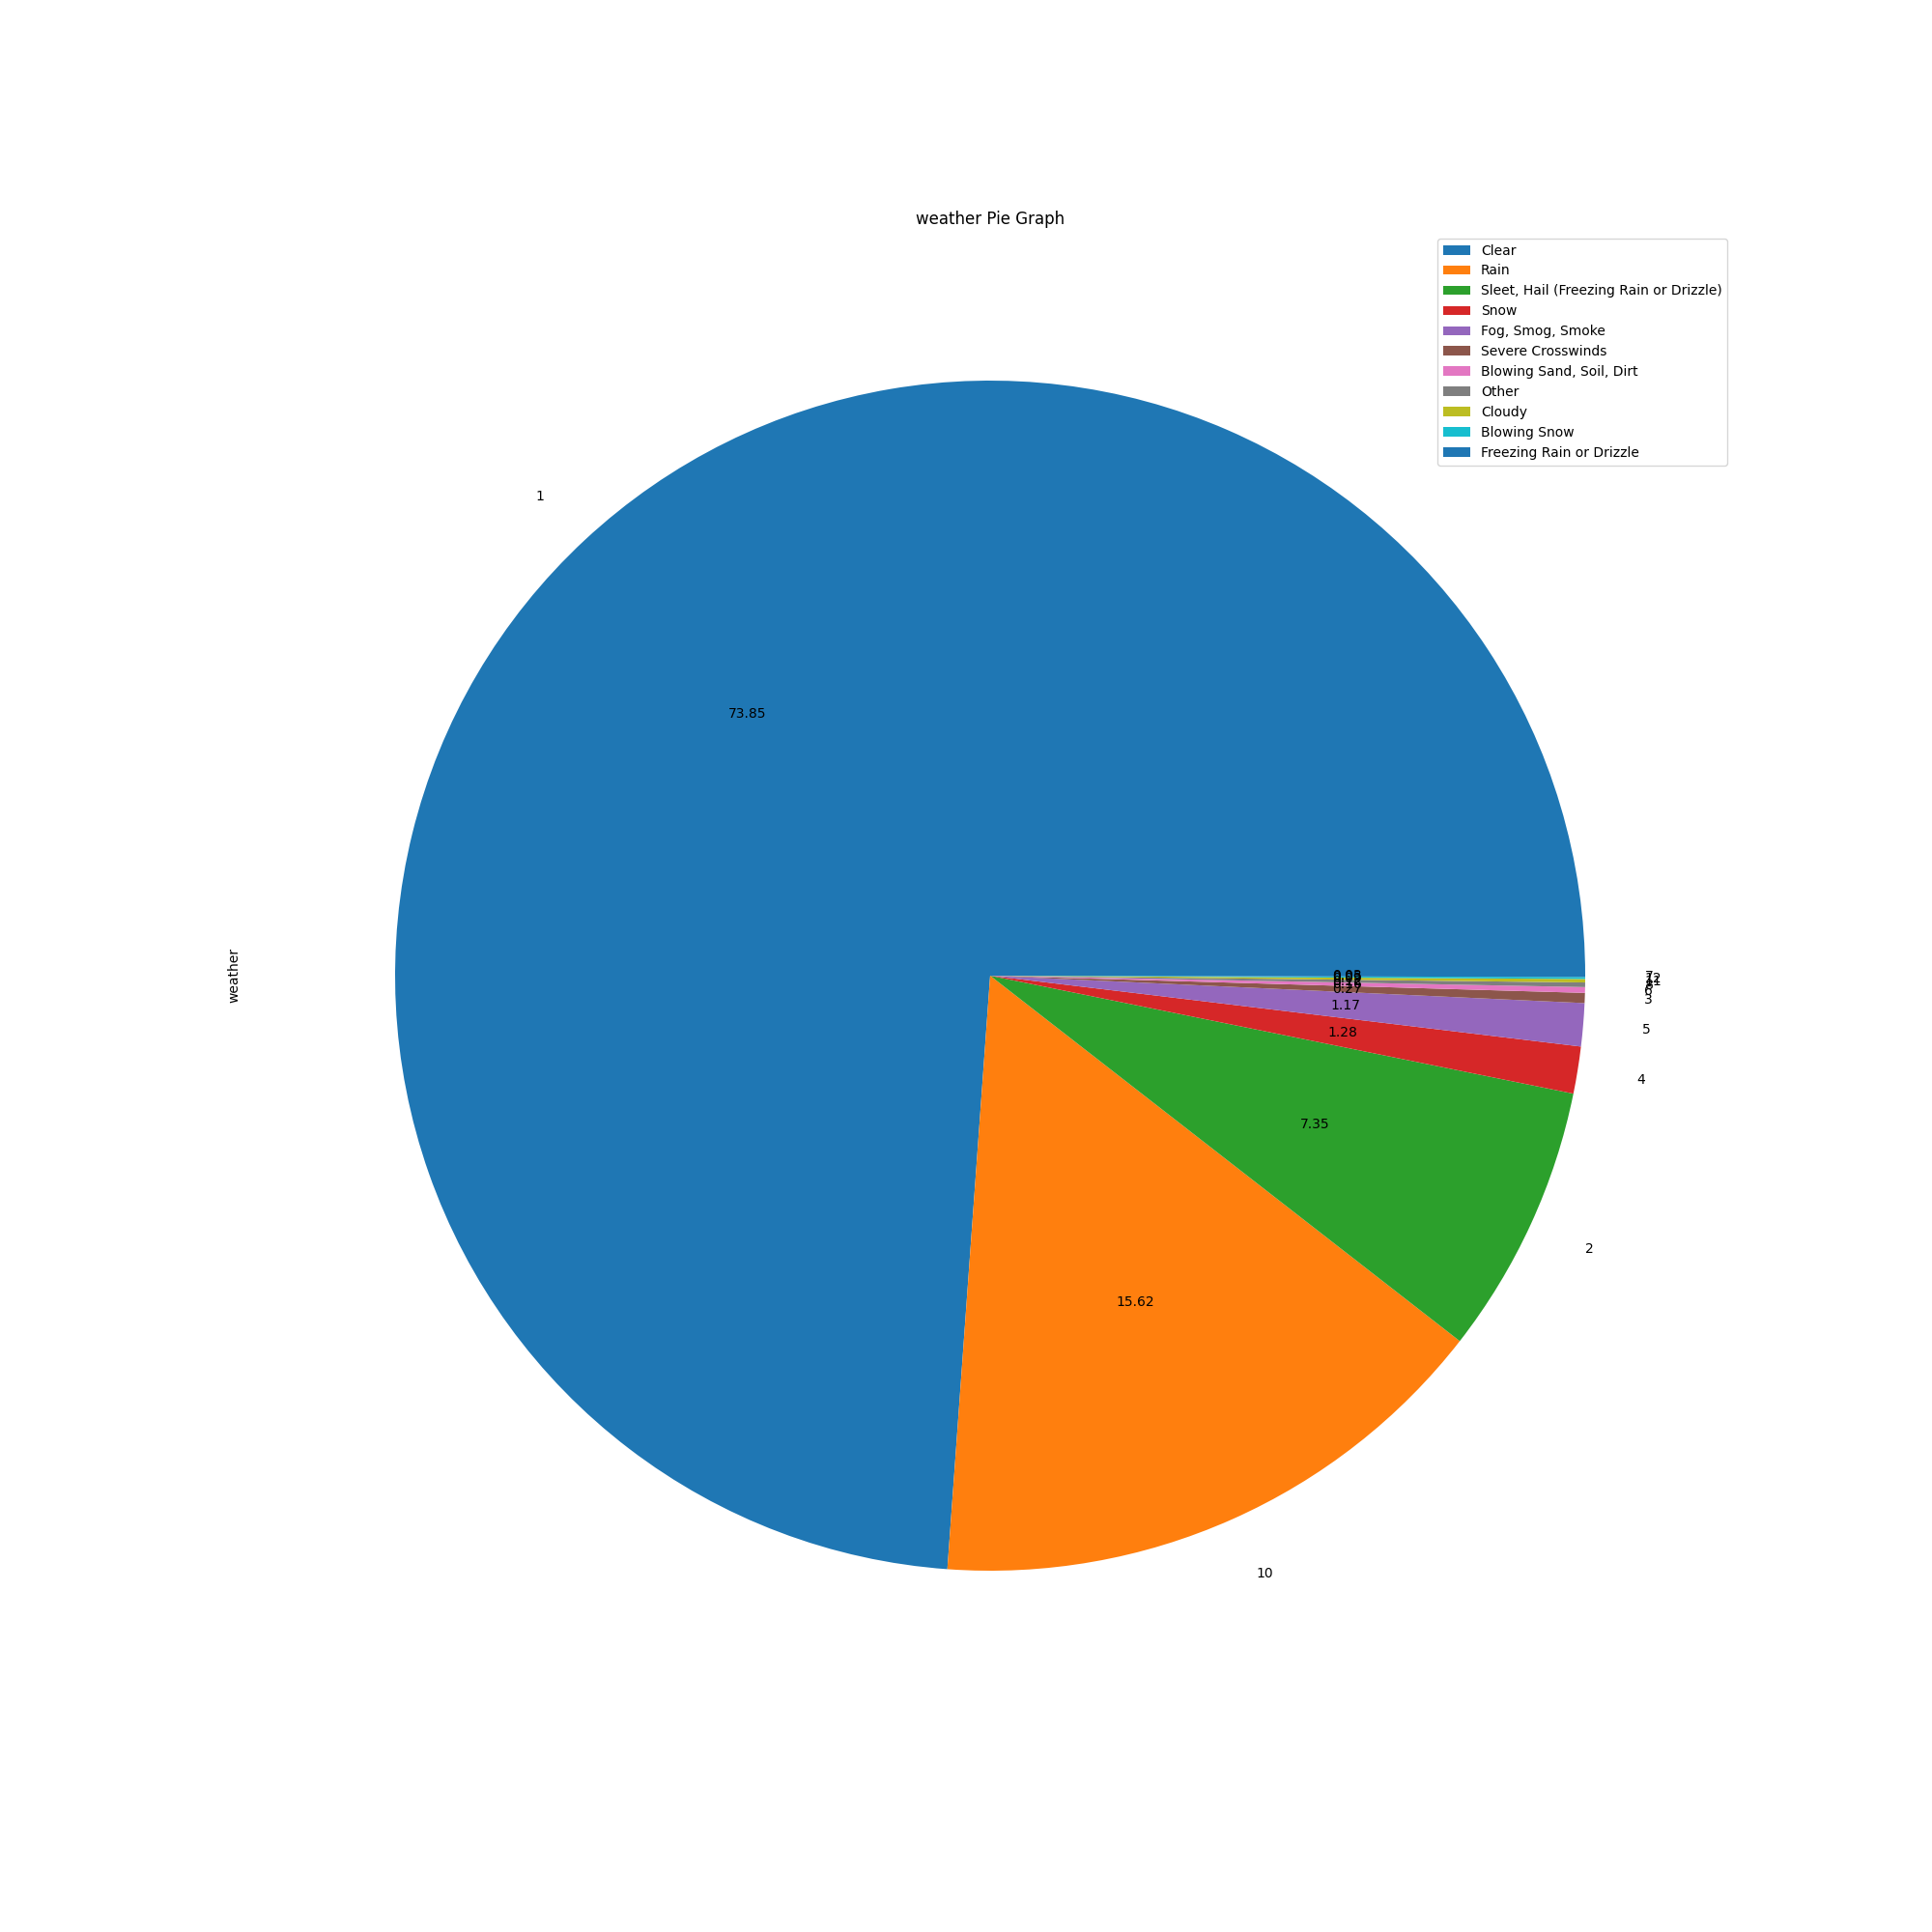 weather Pie Graph
Clear
Rain
Sleet, Hail (Freezing Rain or Drizzle)
Snow
Fog, Smog, Smoke
Severe Crosswinds
Blowing Sand, Soil, Dirt
Other
Cloudy
Blowing Snow
Freezing Rain or Drizzle
1
73.85
weather
0.27
3
1.17
5
1.28
4
7.35
2
15.62
10